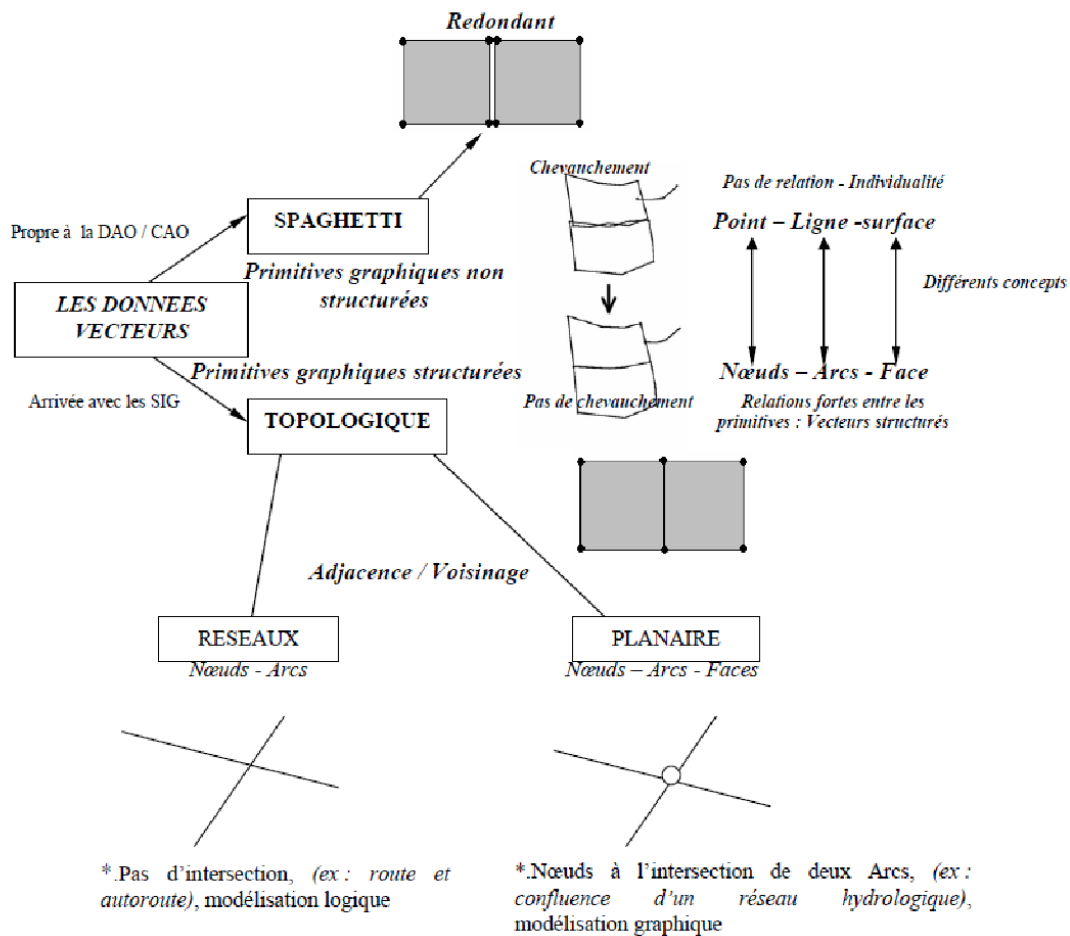 Redondant
Chevauchement
Pas de relation - Individualité
SPAGHETTI
Point – Ligne -surface
Propre à la DAO / CAO
Primitives graphiques non
structurées
Différents concepts
LES DONNEES
VECTEURS
Primitives graphiques structurées
Nœuds – Arcs - Face
Arrivée avec les SIG
Pas de chevauchement
Relations fortes entre les
primitives : Vecteurs structurés
TOPOLOGIQUE
Adjacence / Voisinage
RESEAUX
Nœuds - Arcs
PLANAIRE
Nœuds – Arcs - Faces
*.Pas d’intersection, (ex : route et
autoroute), modélisation logique
*.Nœuds à l’intersection de deux Arcs, (ex :
confluence d’un réseau hydrologique),
modélisation graphique